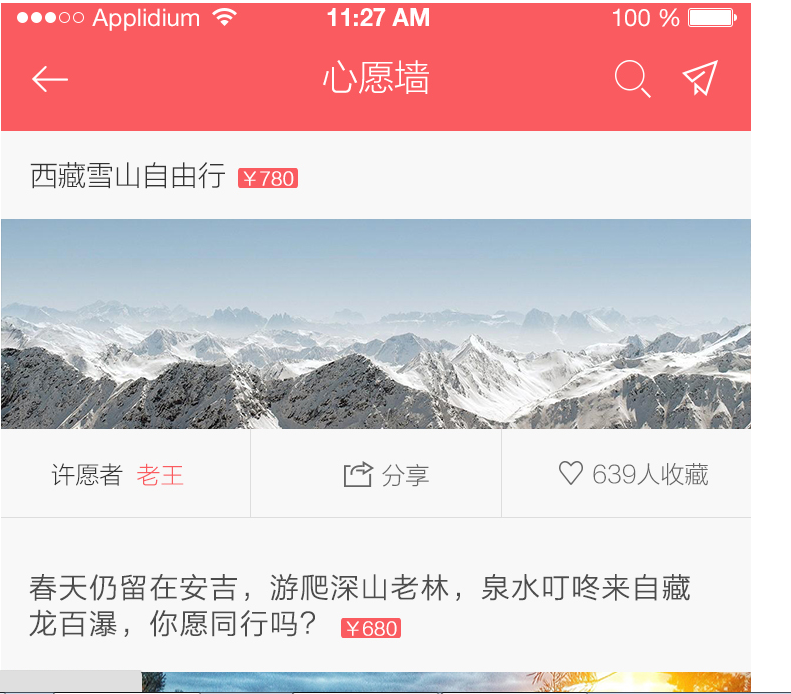 Applidium 11:27 AM 100 %
心愿墙
西藏雪山自由行 ￥780
许愿者 老王 分享 639人收藏
春天仍留在安吉，游爬深山老林，泉水叮咚来自藏
龙百瀑，你愿同行吗？ ￥680